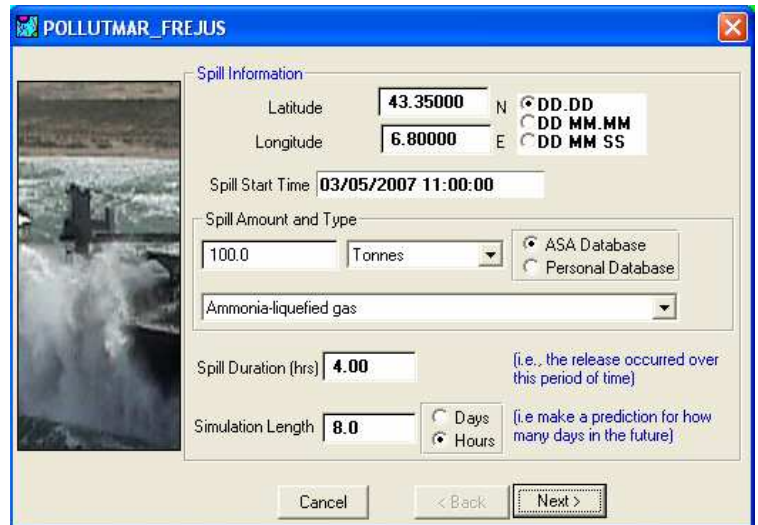 POLLUTMAR_FREJUS
Spill Information
Latitude 43.35000 N DD.DD
DD MM.MM
Longitude 6.80000 E DD MM SS
Spill Start Time 03/05/2007 11:00:00
Spill Amount and Type
100.0 Tonnes ASA Database
Personal Database
Ammonia-liquefied gas
Spill Duration (hrs) 4.00 (i.e., the release occurred over
this period of time)
Simulation Length 8.0 Days (i.e make a prediction for how
Hours many days in the future)
Cancel < Back Next >